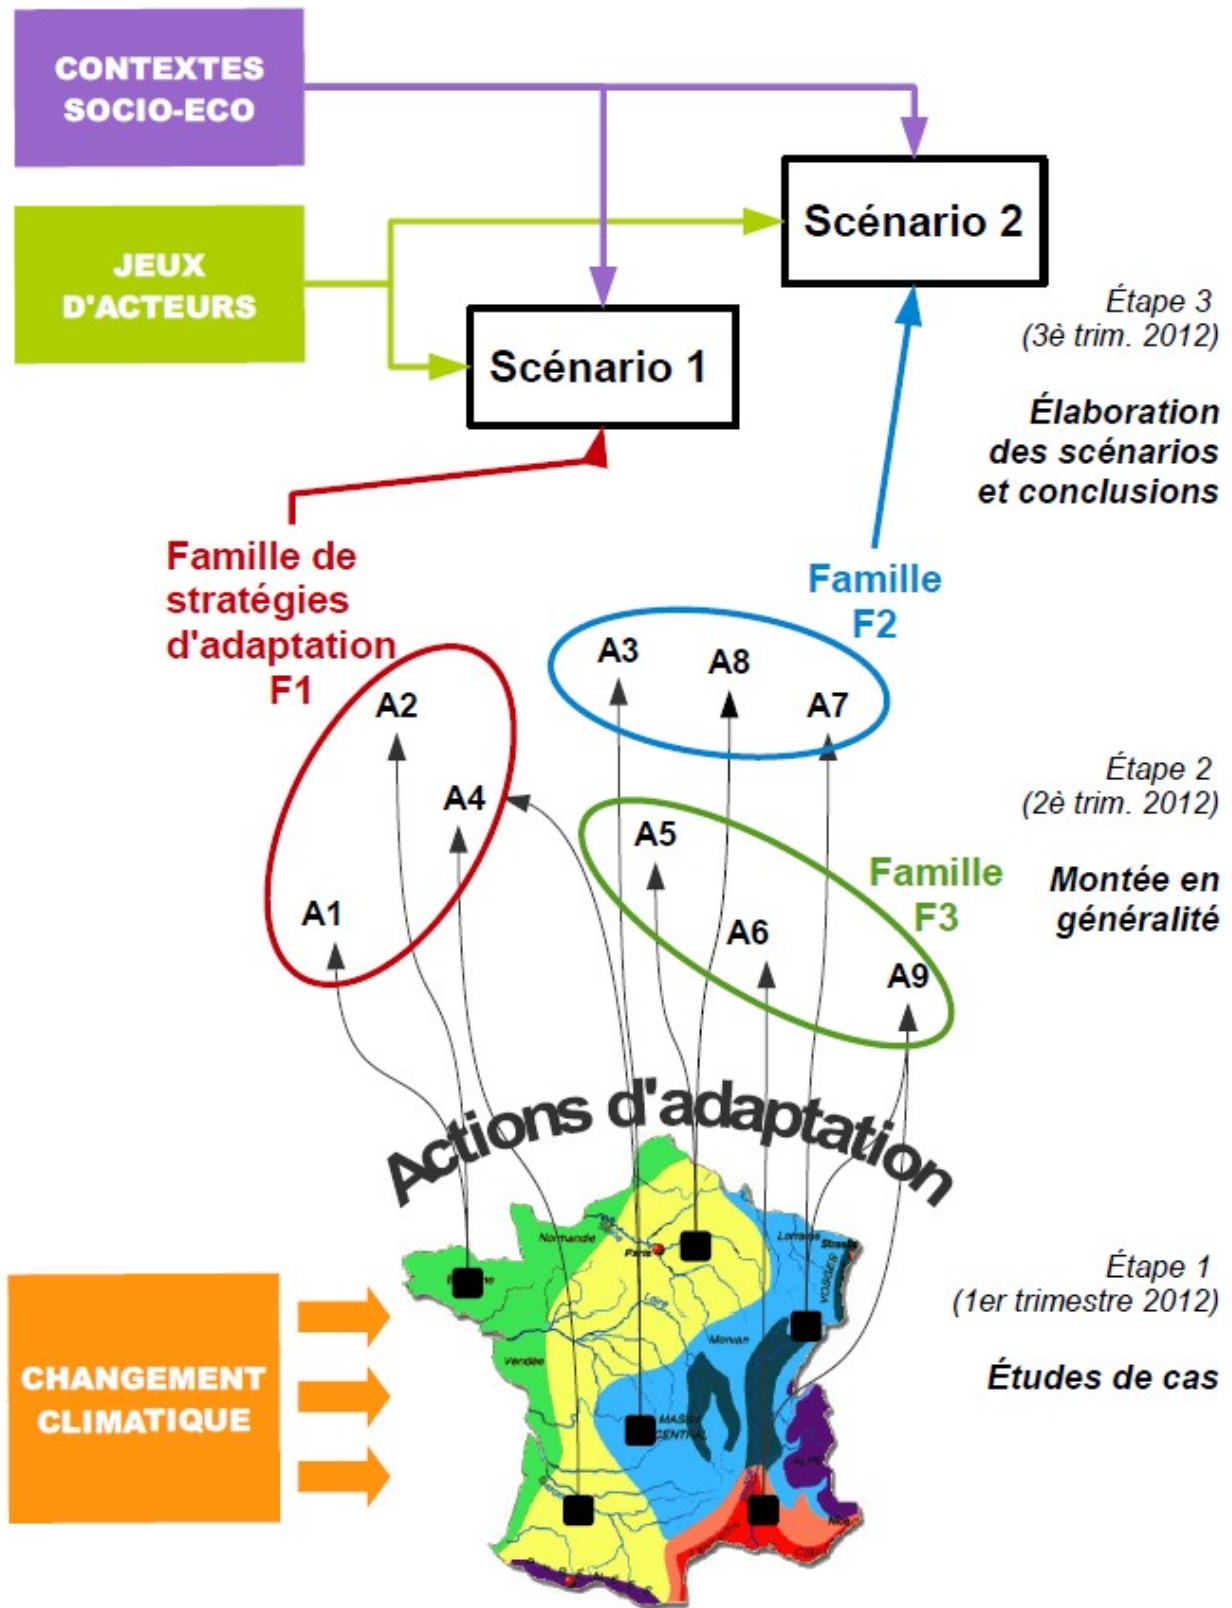 CONTEXTES
SOCIO-ECO
Scénario 2
JEUX
D'ACTEURS
Scénario 1
Étape 3
(3è trim. 2012)
Élaboration
des scénarios
et conclusions
Famille de
stratégies
d'adaptation
F1
Famille
F2
A3
A8
A7
A2
A4
A1
Étape 2
(2è trim. 2012)
Montée en
généralité
A5
A6
A9
Famille
F3
Actions d'adaptation
Normandie
Paris
Lorraine
VOSGES
Loire
Morvan
Vendée
CENTRAL
Nice
Étape 1
(1er trimestre 2012)
Études de cas
CHANGEMENT
CLIMATIQUE